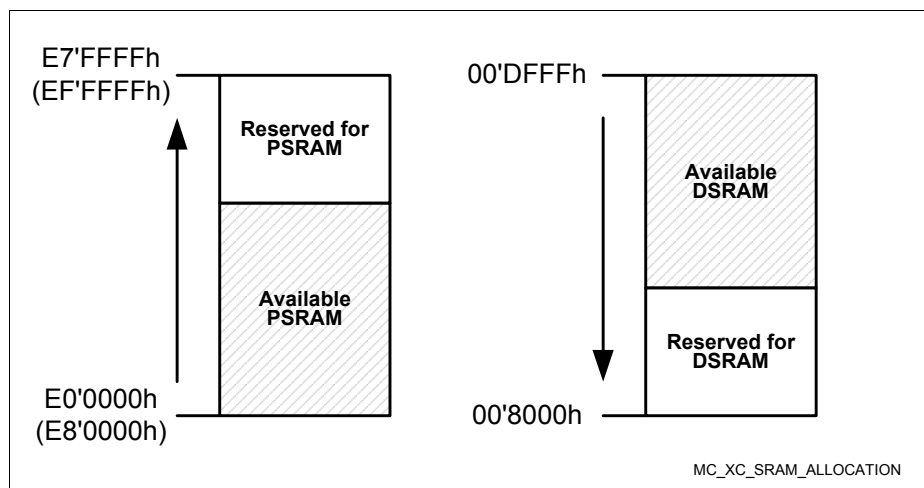 E7'FFFFh
(EF'FFFFh)
Reserved for
PSRAM
Available
PSRAM
E0'0000h
(E8'0000h)
00'DFFFh
Available
DSRAM
Reserved for
DSRAM
00'8000h
MC_XC_SRAM_ALLOCATION